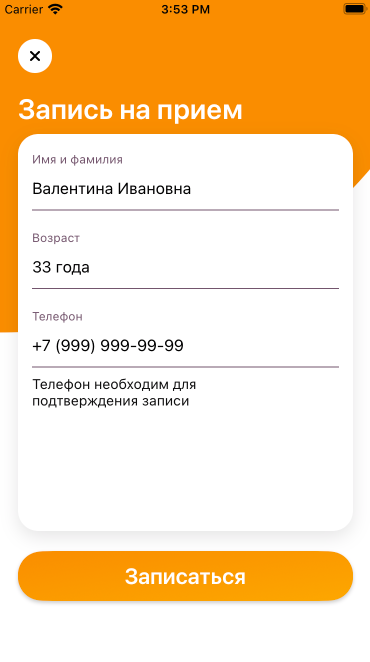 Carrier 3:53 PM
Запись на прием
Имя и фамилия
Валентина Ивановна
Возраст
33 года
Телефон
+7 (999) 999-99-99
Телефон необходим для
подтверждения записи
Записаться